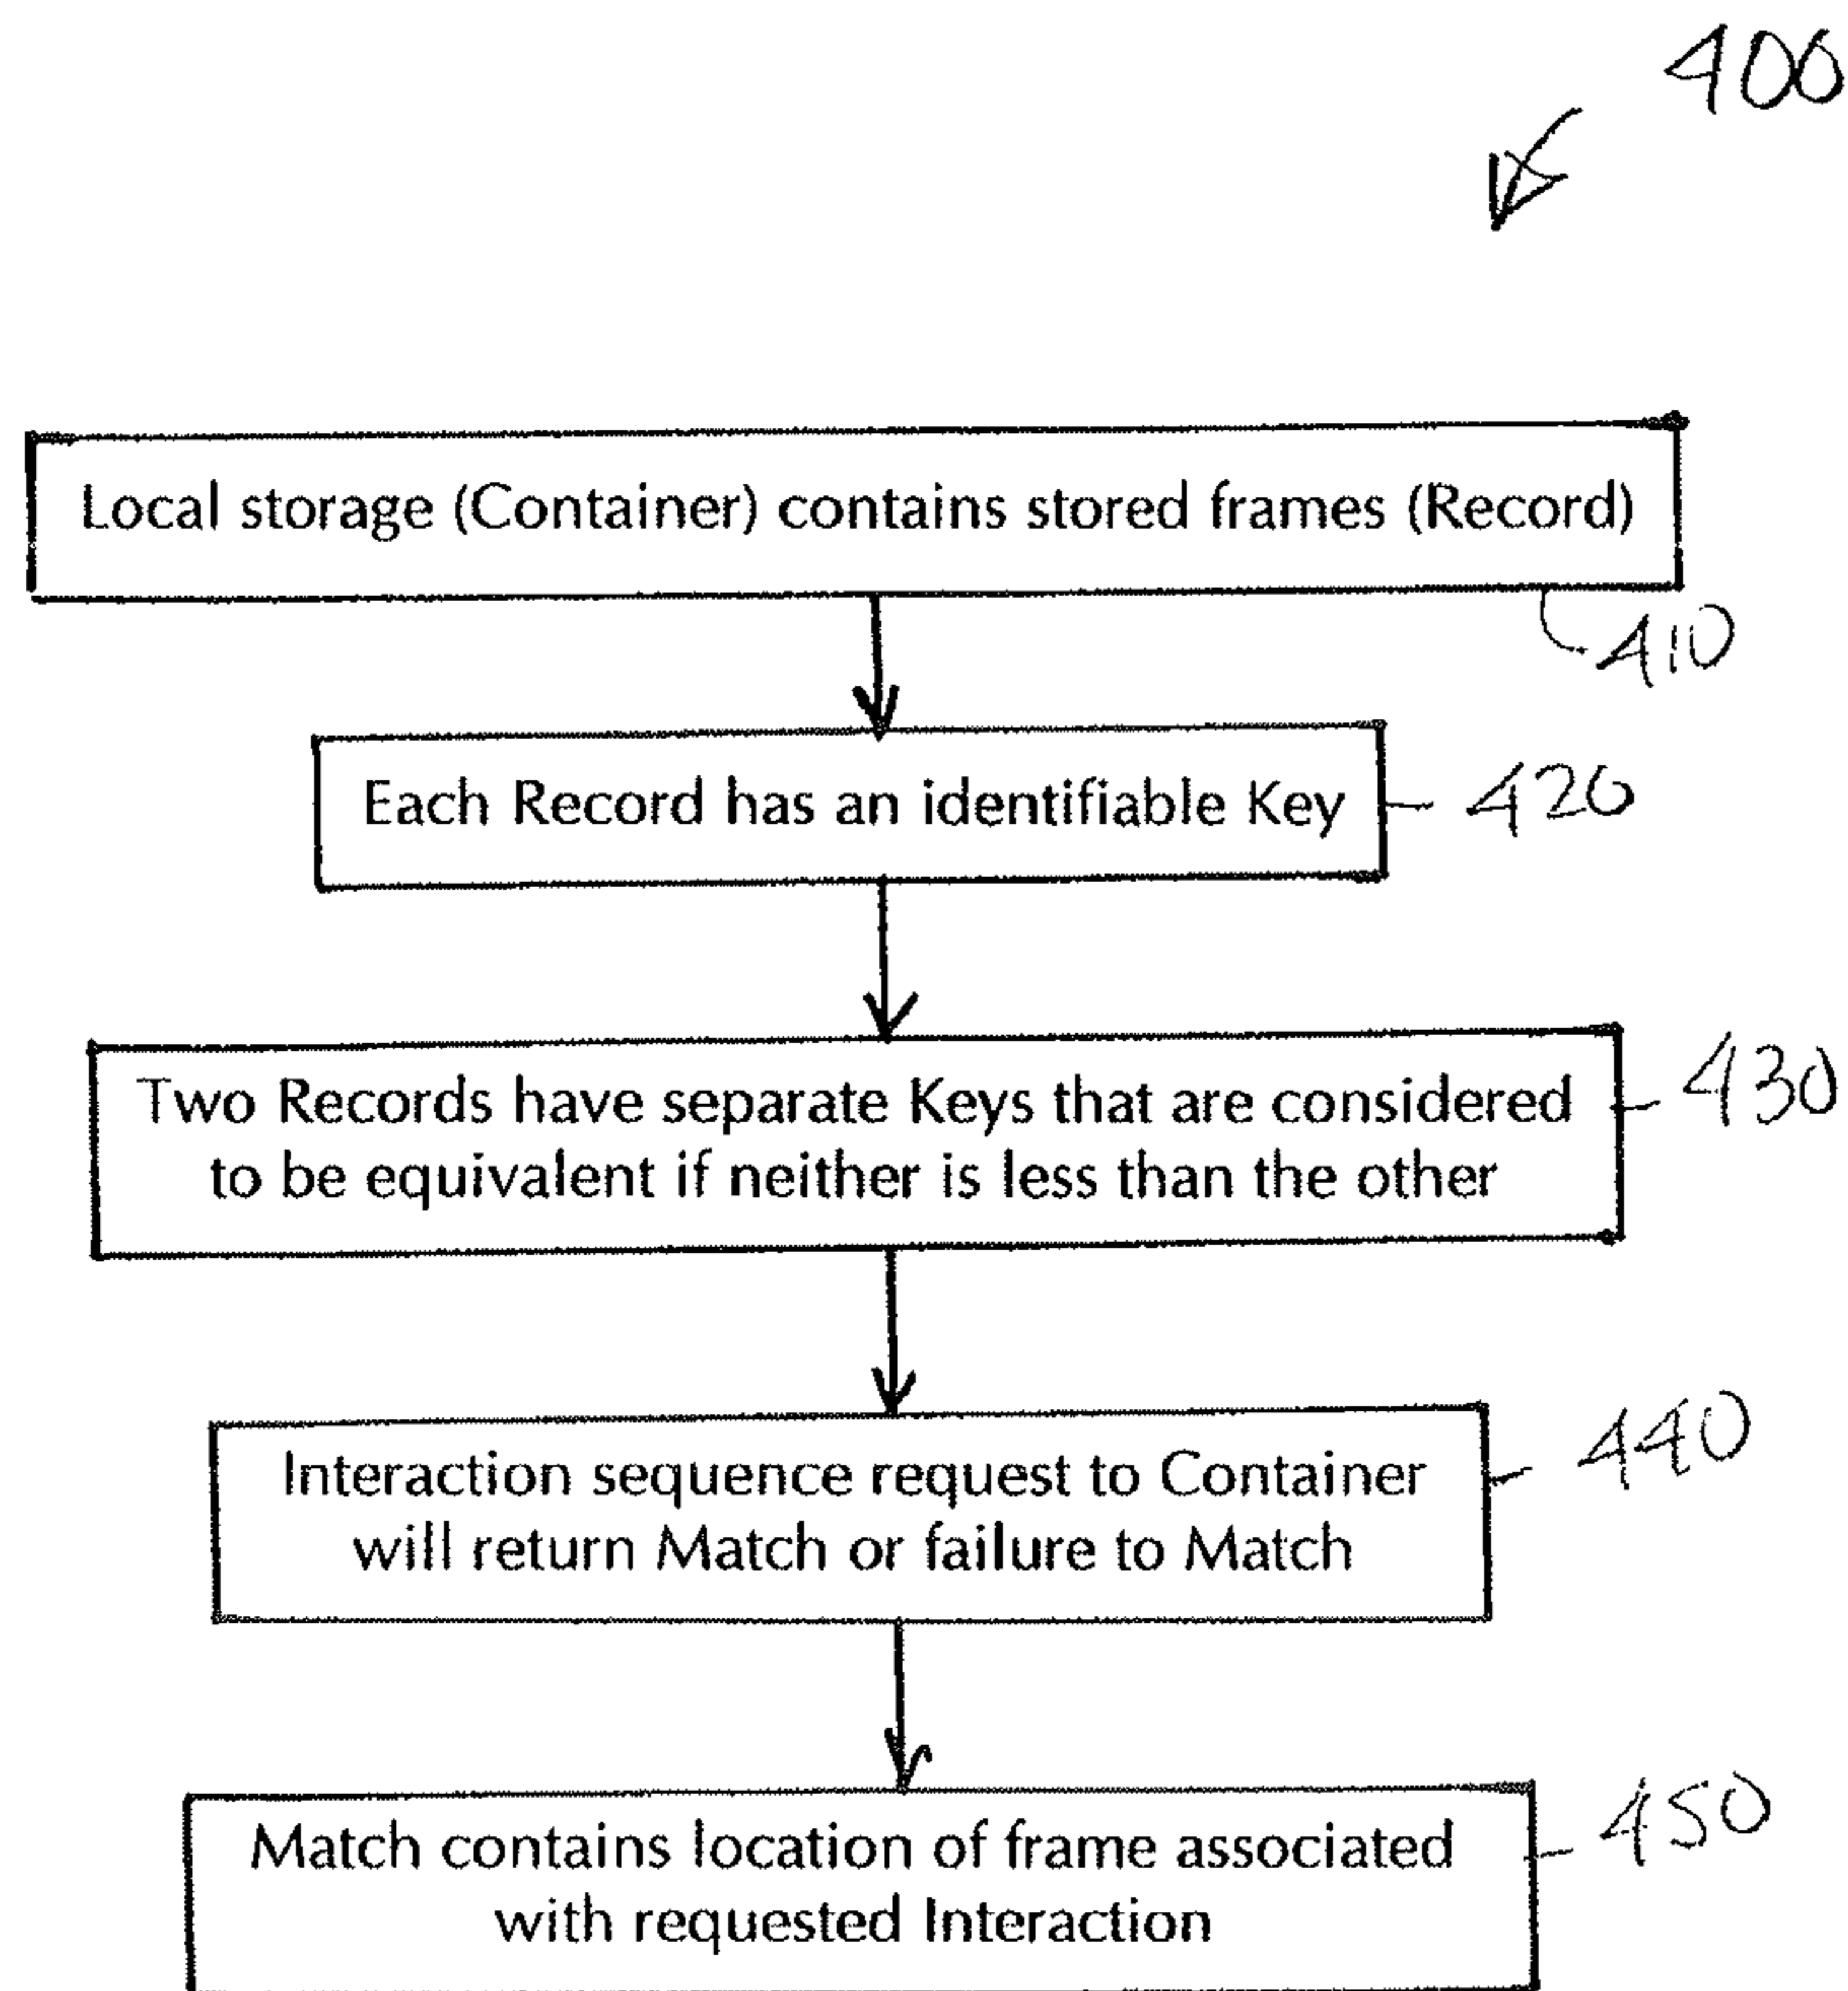 400
Local storage (Container) contains stored frames (Record)
410
Each Record has an identifiable Key
420
Two Records have separate Keys that are considered
to be equivalent if neither is less than the other
430
Interaction sequence request to Container
will return Match or failure to Match
440
Match contains location of frame associated
with requested Interaction
450